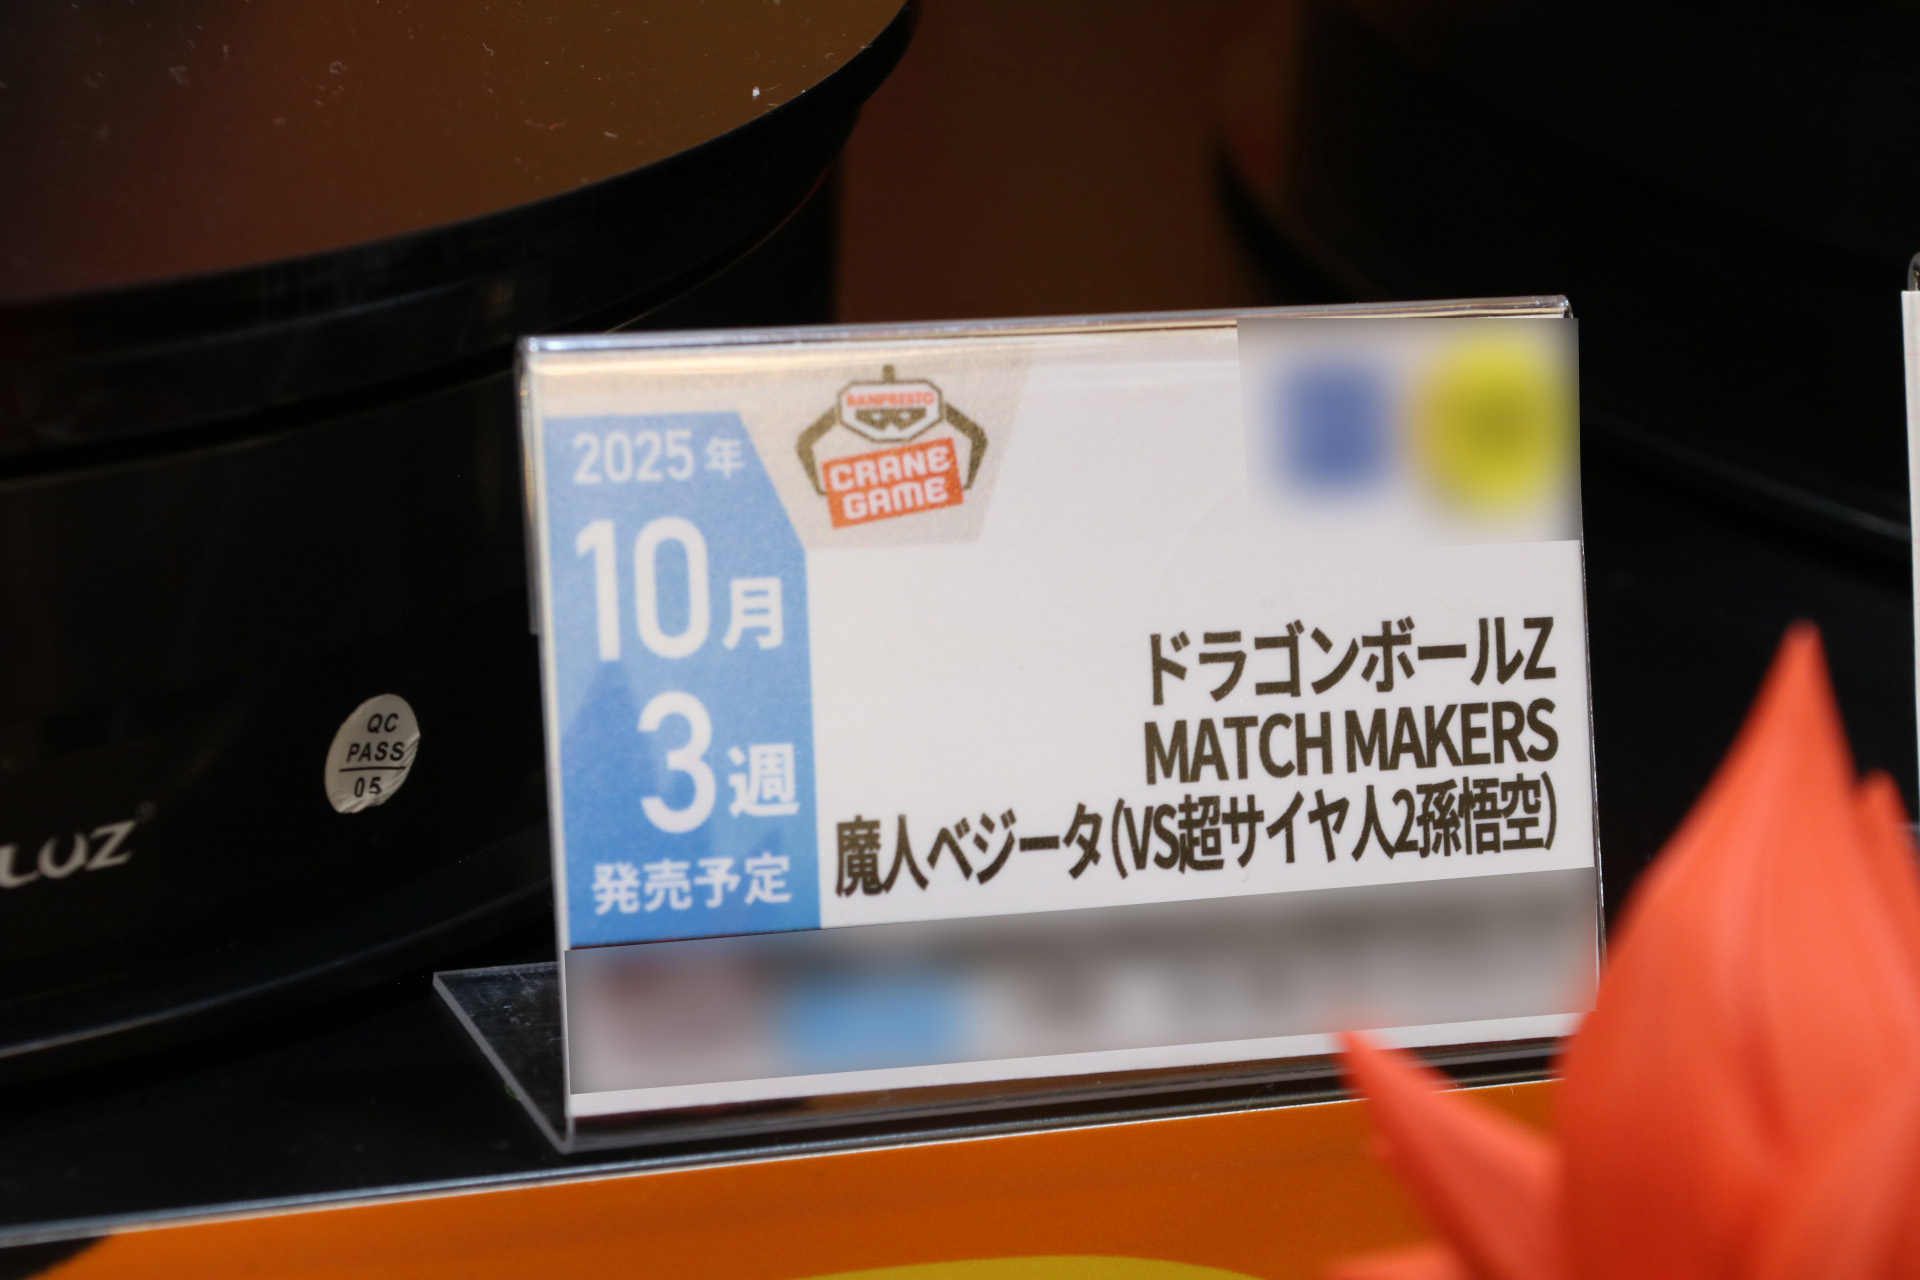 2025年
10月
3週
発売予定
BANPRESTO
CRANE
GAME
ドラゴンボールZ
MATCH MAKERS
魔人ベジータ(VS超サイヤ人2孫悟空)
QC
PASS
05
LUZ